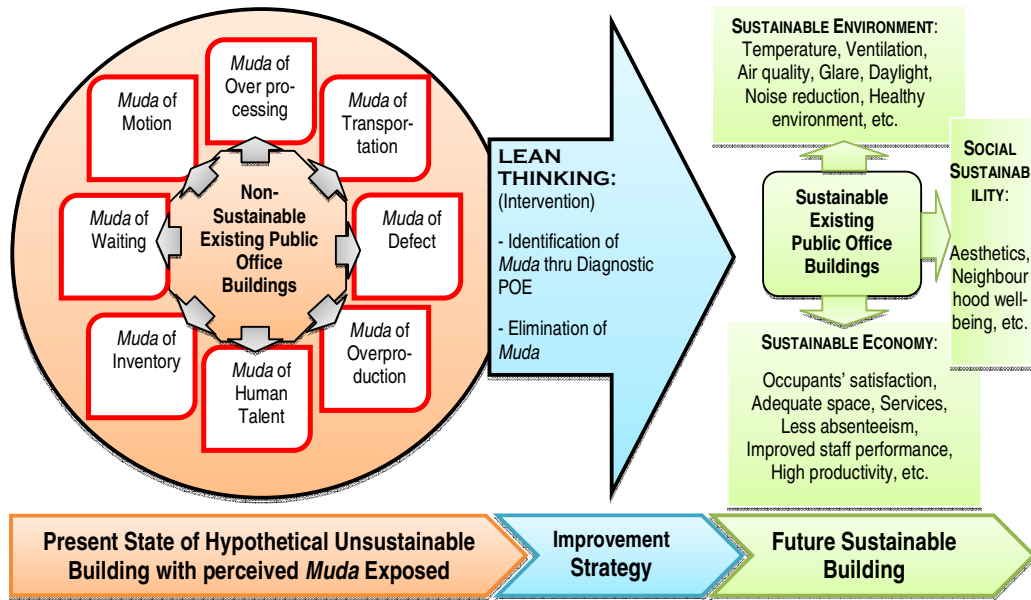 Muda of
Over pro-
cessing
Muda of
Motion
Muda of
Transpor-
tation
Muda of
Waiting
Non-
Sustainable
Existing Public
Office
Buildings
Muda of
Defect
Muda of
Inventory
Muda of
Human
Talent
Muda of
Overpro-
duction
LEAN
THINKING:
(Intervention)
- Identification of
Muda thru Diagnostic
POE
- Elimination of
Muda
SUSTAINABLE ENVIRONMENT:
Temperature, Ventilation,
Air quality, Glare, Daylight,
Noise reduction, Healthy
environment, etc.
Sustainable
Existing
Public Office
Buildings
SOCIAL
SUSTAINAB
ILITY:
Aesthetics,
Neighbour
hood well-
being, etc.
SUSTAINABLE ECONOMY:
Occupants' satisfaction,
Adequate space, Services,
Less absenteeism,
Improved staff performance,
High productivity, etc.
Present State of Hypothetical Unsustainable
Building with perceived Muda Exposed
Improvement
Strategy
Future Sustainable
Building